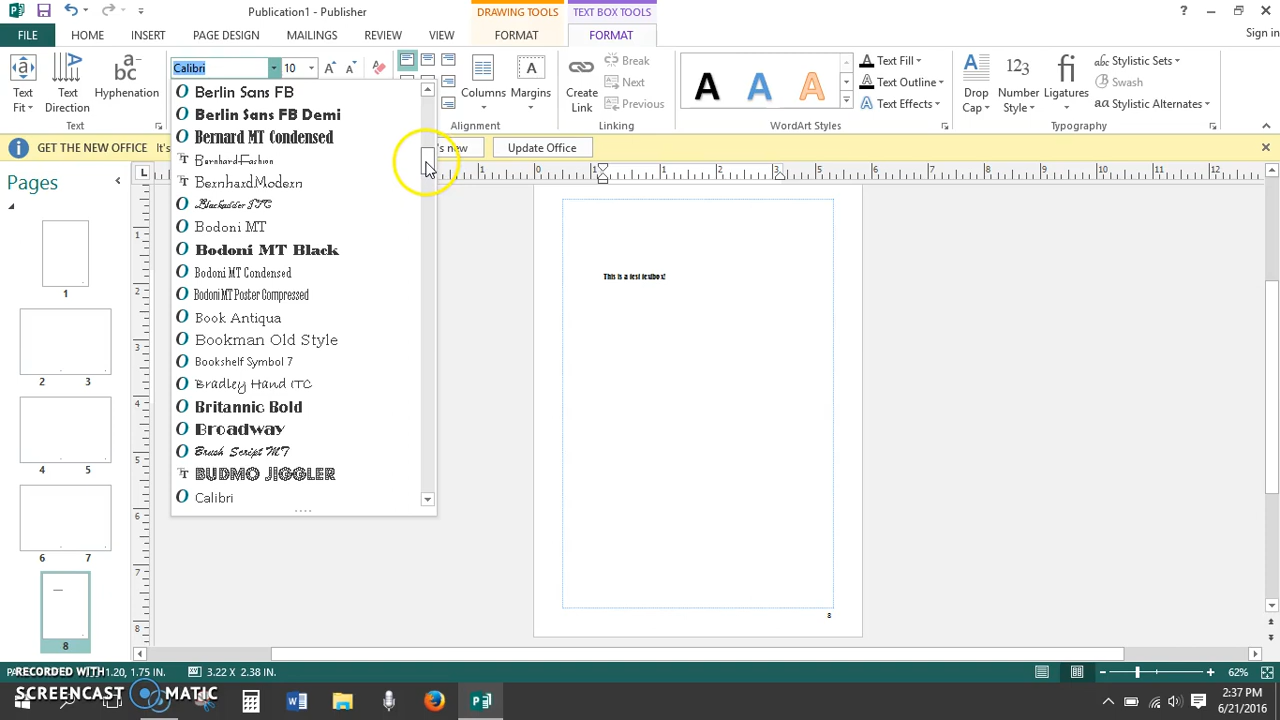 Publication1 - Publisher
DRAWING TOOLS
TEXT BOX TOOLS
?
FILE
HOME
INSERT
PAGE DESIGN
MAILINGS
REVIEW
VIEW
FORMAT
FORMAT
Sign in
Text Fit
Text Direction
Hyphenation
Text
Calibri
10
Columns
Margins
Alignment
Create Link
Break
Next
Previous
Linking
WordArt Styles
Text Fill
Text Outline
Text Effects
Drop Cap
Number Style
Ligatures
Stylistic Sets
Swash
Stylistic Alternates
Typography
GET THE NEW OFFICE It's
's new
Update Office
Pages
Berlin Sans FB
Berlin Sans FB Demi
Bernard MT Condensed
BernhardFashion
BernhardModern
Blackadder ITC
Bodoni MT
Bodoni MT Black
Bodoni MT Condensed
Bodoni MT Poster Compressed
Book Antiqua
Bookman Old Style
Bookshelf Symbol 7
Bradley Hand ITC
Britannic Bold
Broadway
Brush Script MT
BUDMO JIGGLER
Calibri
This is a test textbox!
8
1
2 3
4 5
6 7
8
RECORDED WITH
SCREENCAST MATIC
1.20, 1.75 IN.
3.22 X 2.38 IN.
62%
2:37 PM
6/21/2016